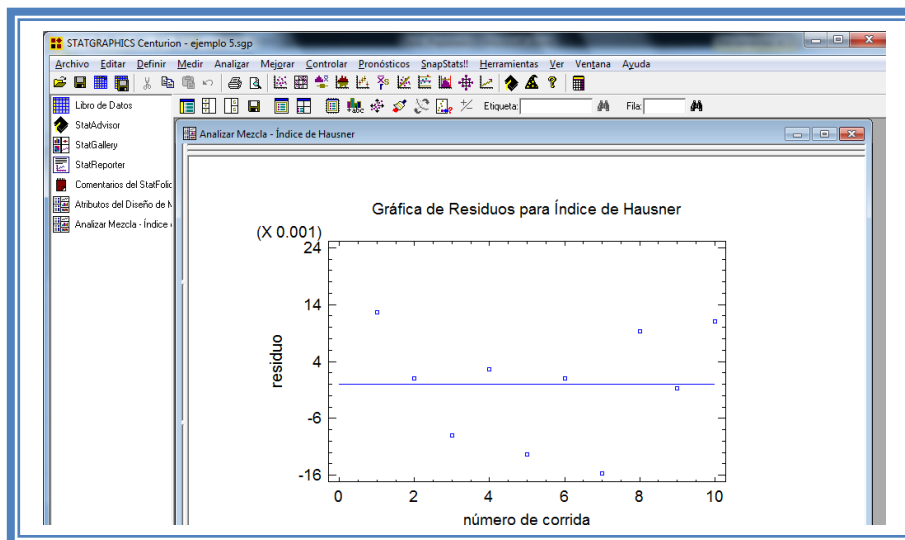 STATGRAPHICS Centurion - ejemplo 5.sgp
Archivo Editar Definir Medir Analizar Mejorar Controlar Pronósticos SnapStats!! Herramientas Ver Ventana Ayuda
Etiqueta: Fila:
Libro de Datos
StatAdvisor
StatGallery
StatReporter
Comentarios del StatFolio
Atributos del Diseño de M
Analizar Mezcla - Índice
Analizar Mezcla - Índice de Hausner
Gráfica de Residuos para Índice de Hausner
(X 0.001)
24
14
4
-6
-16
residuo
0 2 4 6 8 10
número de corrida